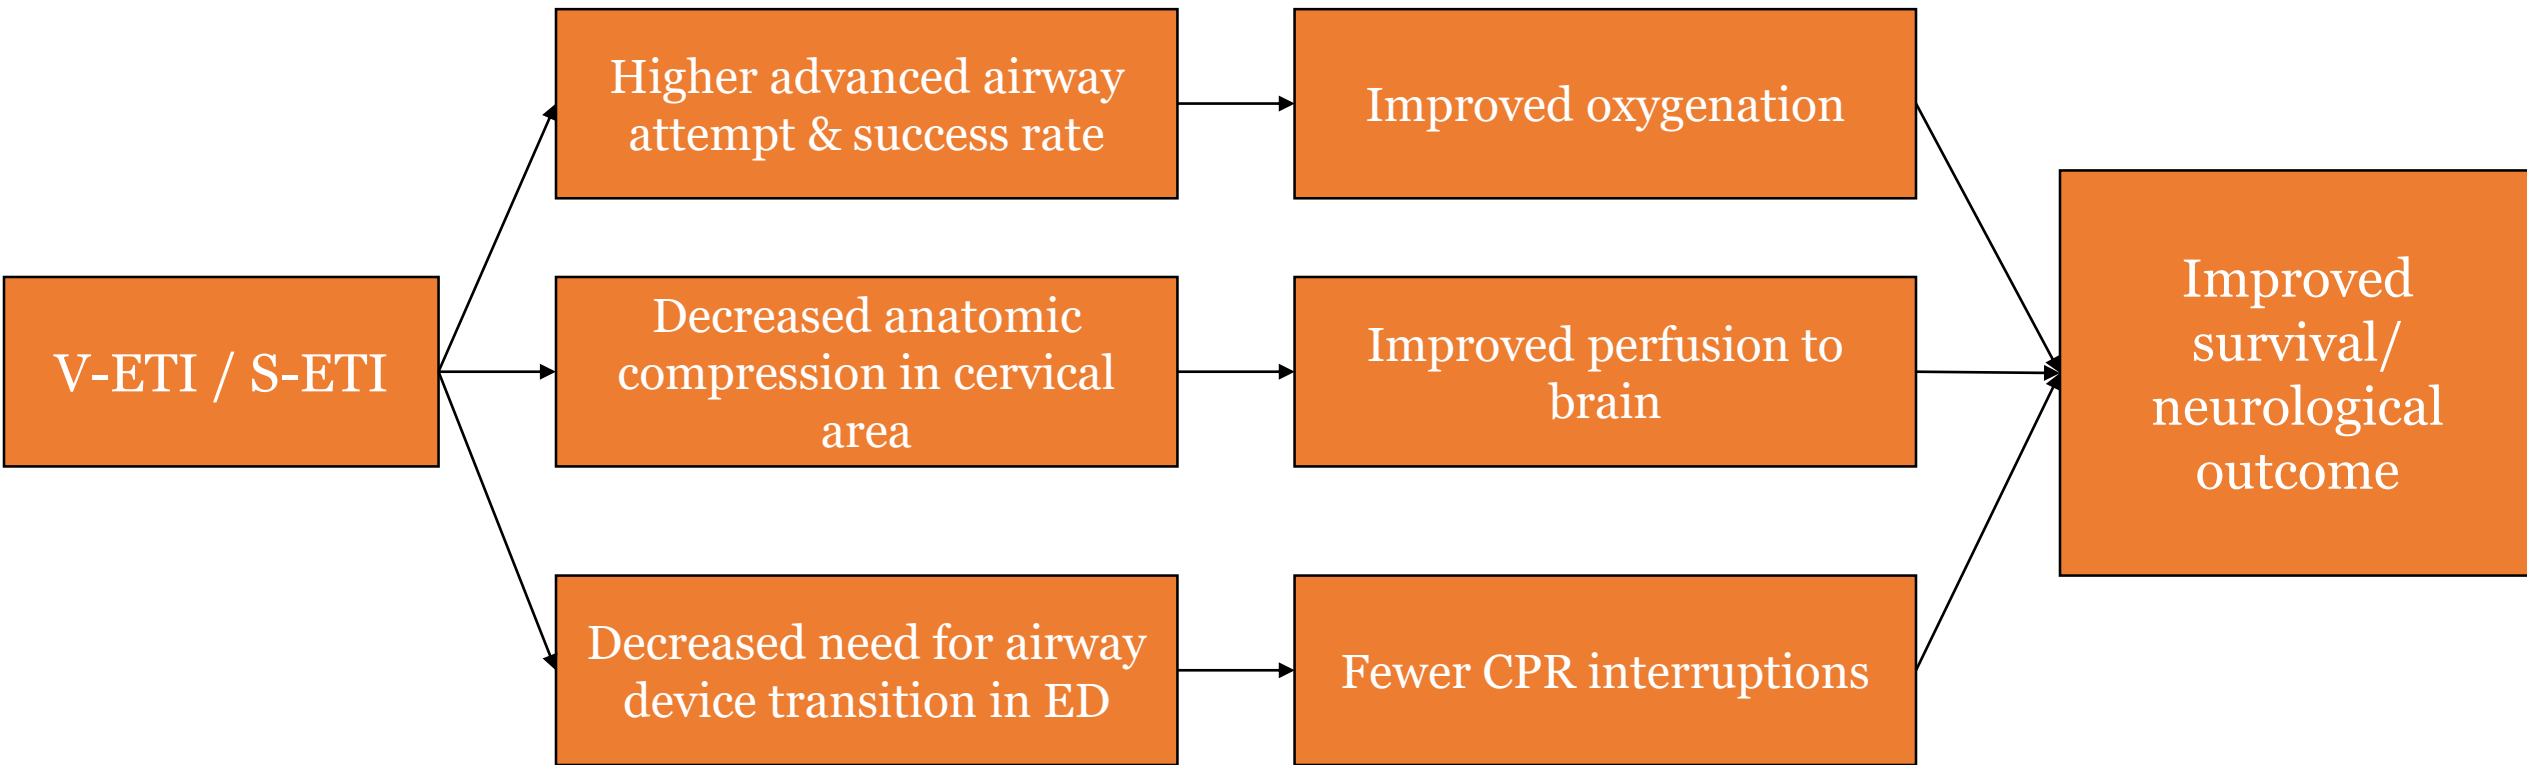 V-ETI / S-ETI
Higher advanced airway
attempt & success rate
Improved oxygenation
Decreased anatomic
compression in cervical
area
Improved perfusion to
brain
Decreased need for airway
device transition in ED
Fewer CPR interruptions
Improved
survival/
neurological
outcome